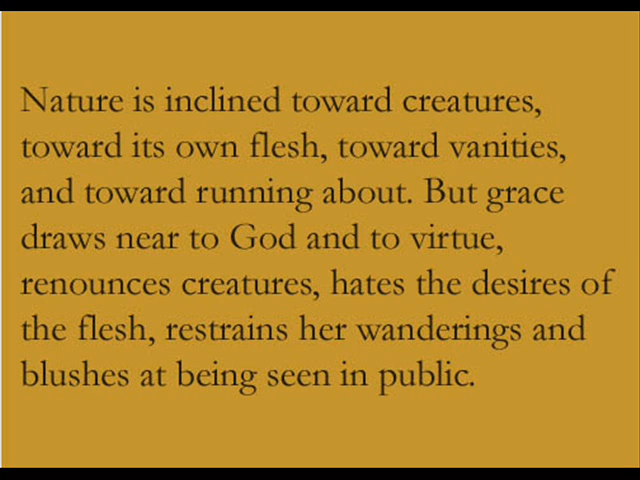 Nature is inclined toward creatures,
toward its own flesh, toward vanities,
and toward running about. But grace
draws near to God and to virtue,
renounces creatures, hates the desires of
the flesh, restrains her wanderings and
blushes at being seen in public.